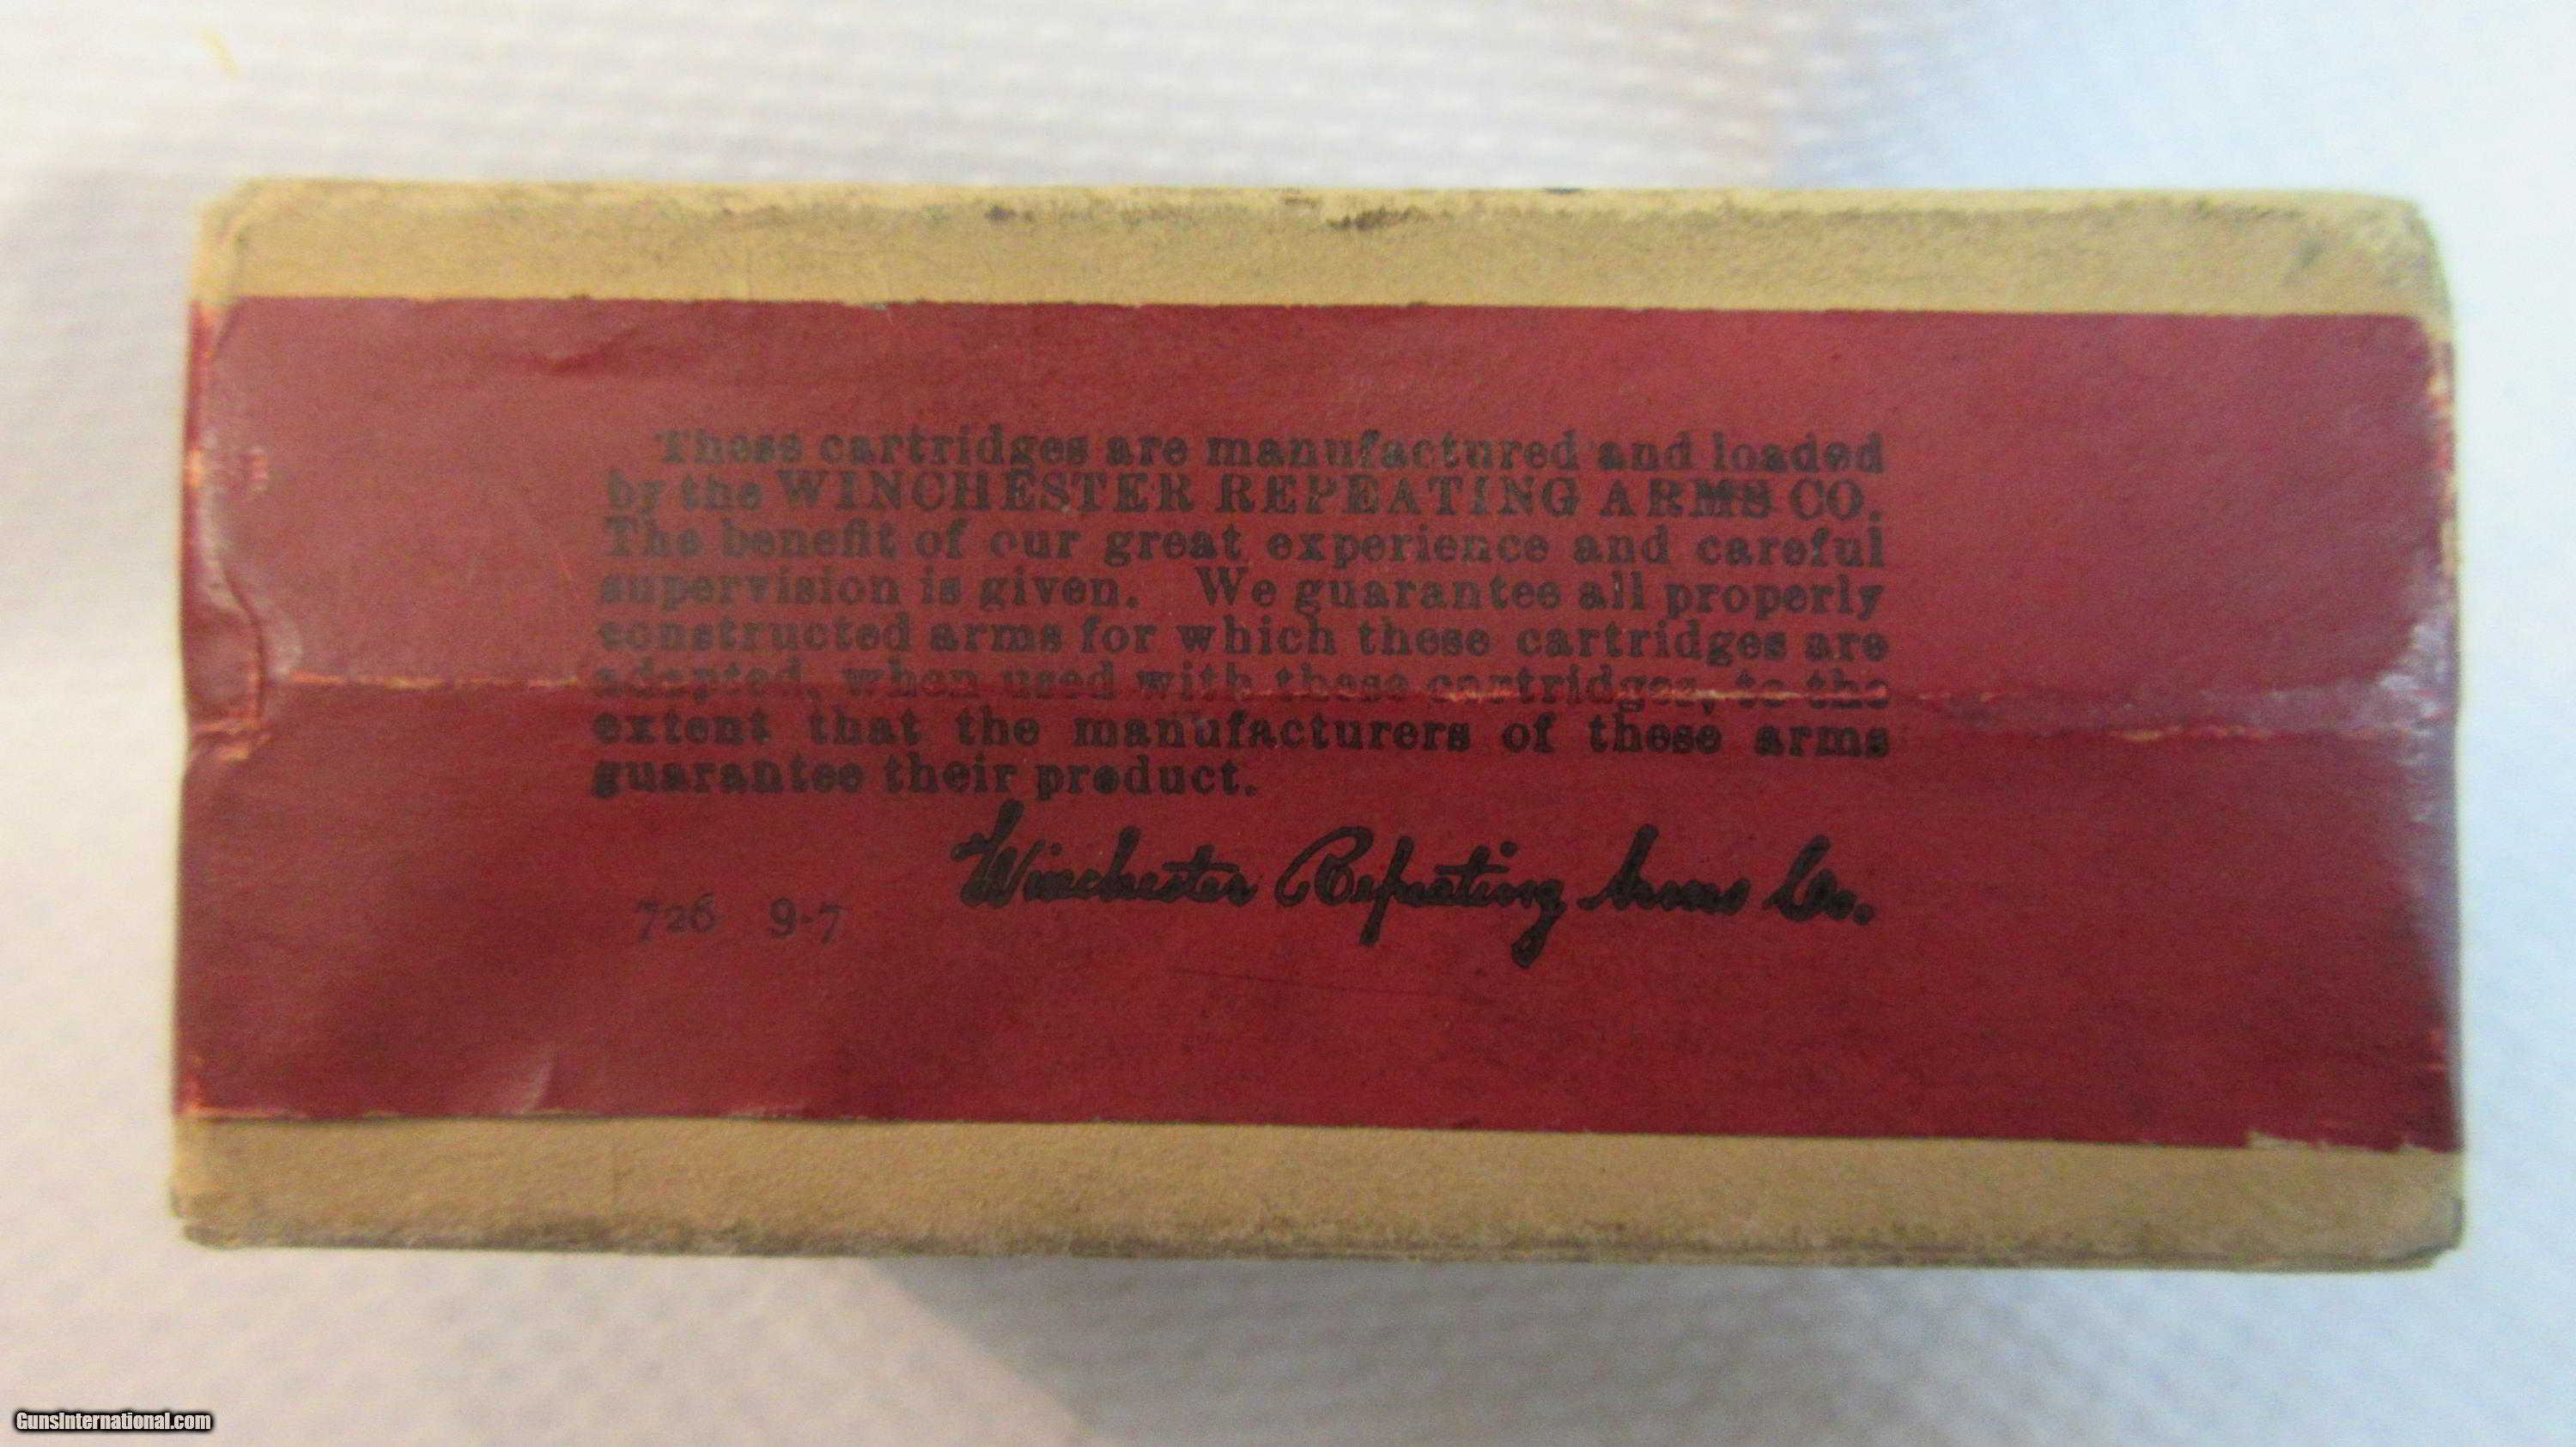 These cartridges are manufactured and loaded
by the WINCHESTER REPEATING ARMS CO.
The benefit of our great experience and careful
supervision is given. We guarantee all properly
constructed arms for which these cartridges are
adapted, when used with these cartridges, to the
extent that the manufacturers of these arms
guarantee their product.
Winchester Repeating Arms Co.
726 9-7
GunsInternational.com